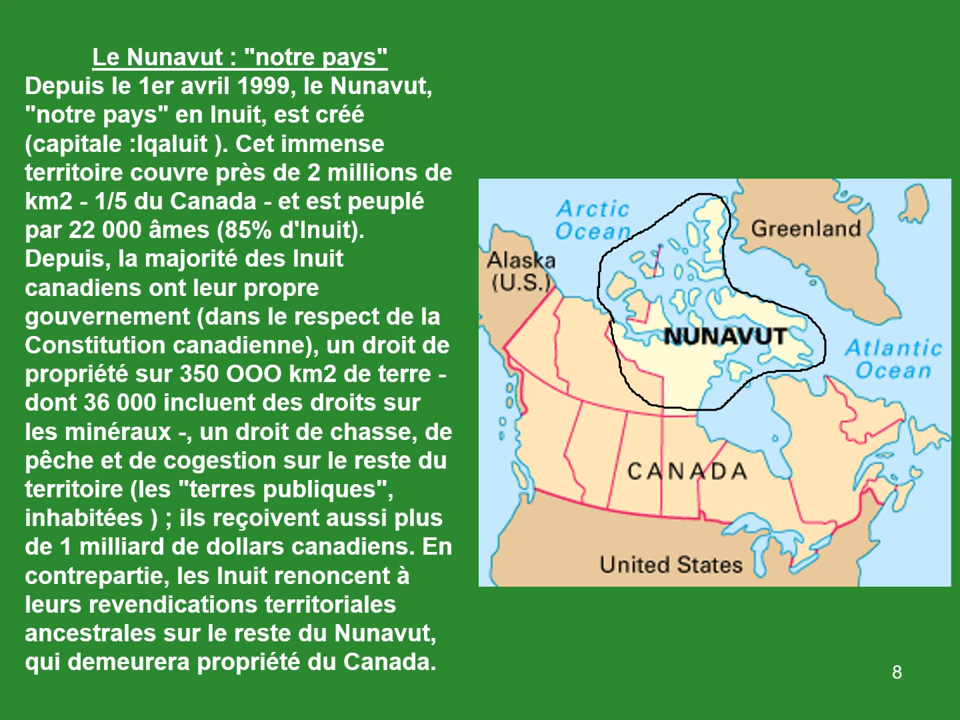 Le Nunavut : "notre pays"
Depuis le 1er avril 1999, le Nunavut,
"notre pays" en Inuit, est créé
(capitale :Iqaluit ). Cet immense
territoire couvre près de 2 millions de
km2 - 1/5 du Canada - et est peuplé
par 22 000 âmes (85% d'Inuit).
Depuis, la majorité des Inuit
canadiens ont leur propre
gouvernement (dans le respect de la
Constitution canadienne), un droit de
propriété sur 350 OOO km2 de terre -
dont 36 000 incluent des droits sur
les minéraux -, un droit de chasse, de
pêche et de cogestion sur le reste du
territoire (les "terres publiques",
inhabitées ) ; ils reçoivent aussi plus
de 1 milliard de dollars canadiens. En
contrepartie, les Inuit renoncent à
leurs revendications territoriales
ancestrales sur le reste du Nunavut,
qui demeurera propriété du Canada.
Arctic
Ocean
Greenland
Alaska
(U.S.)
NUNAVUT
Atlantic
Ocean
CANADA
United States
8